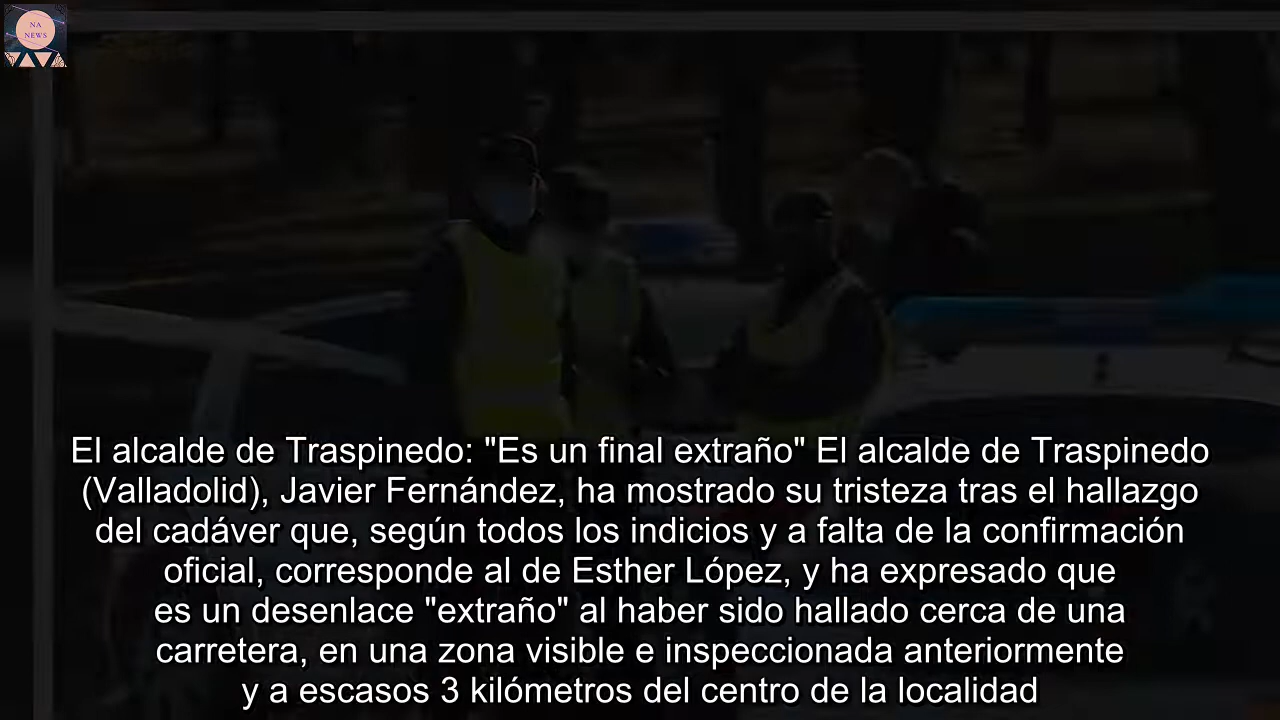 NA
NEWS
El alcalde de Traspinedo: "Es un final extraño" El alcalde de Traspinedo
(Valladolid), Javier Fernández, ha mostrado su tristeza tras el hallazgo
del cadáver que, según todos los indicios y a falta de la confirmación
oficial, corresponde al de Esther López, y ha expresado que
es un desenlace "extraño" al haber sido hallado cerca de una
carretera, en una zona visible e inspeccionada anteriormente
y a escasos 3 kilómetros del centro de la localidad